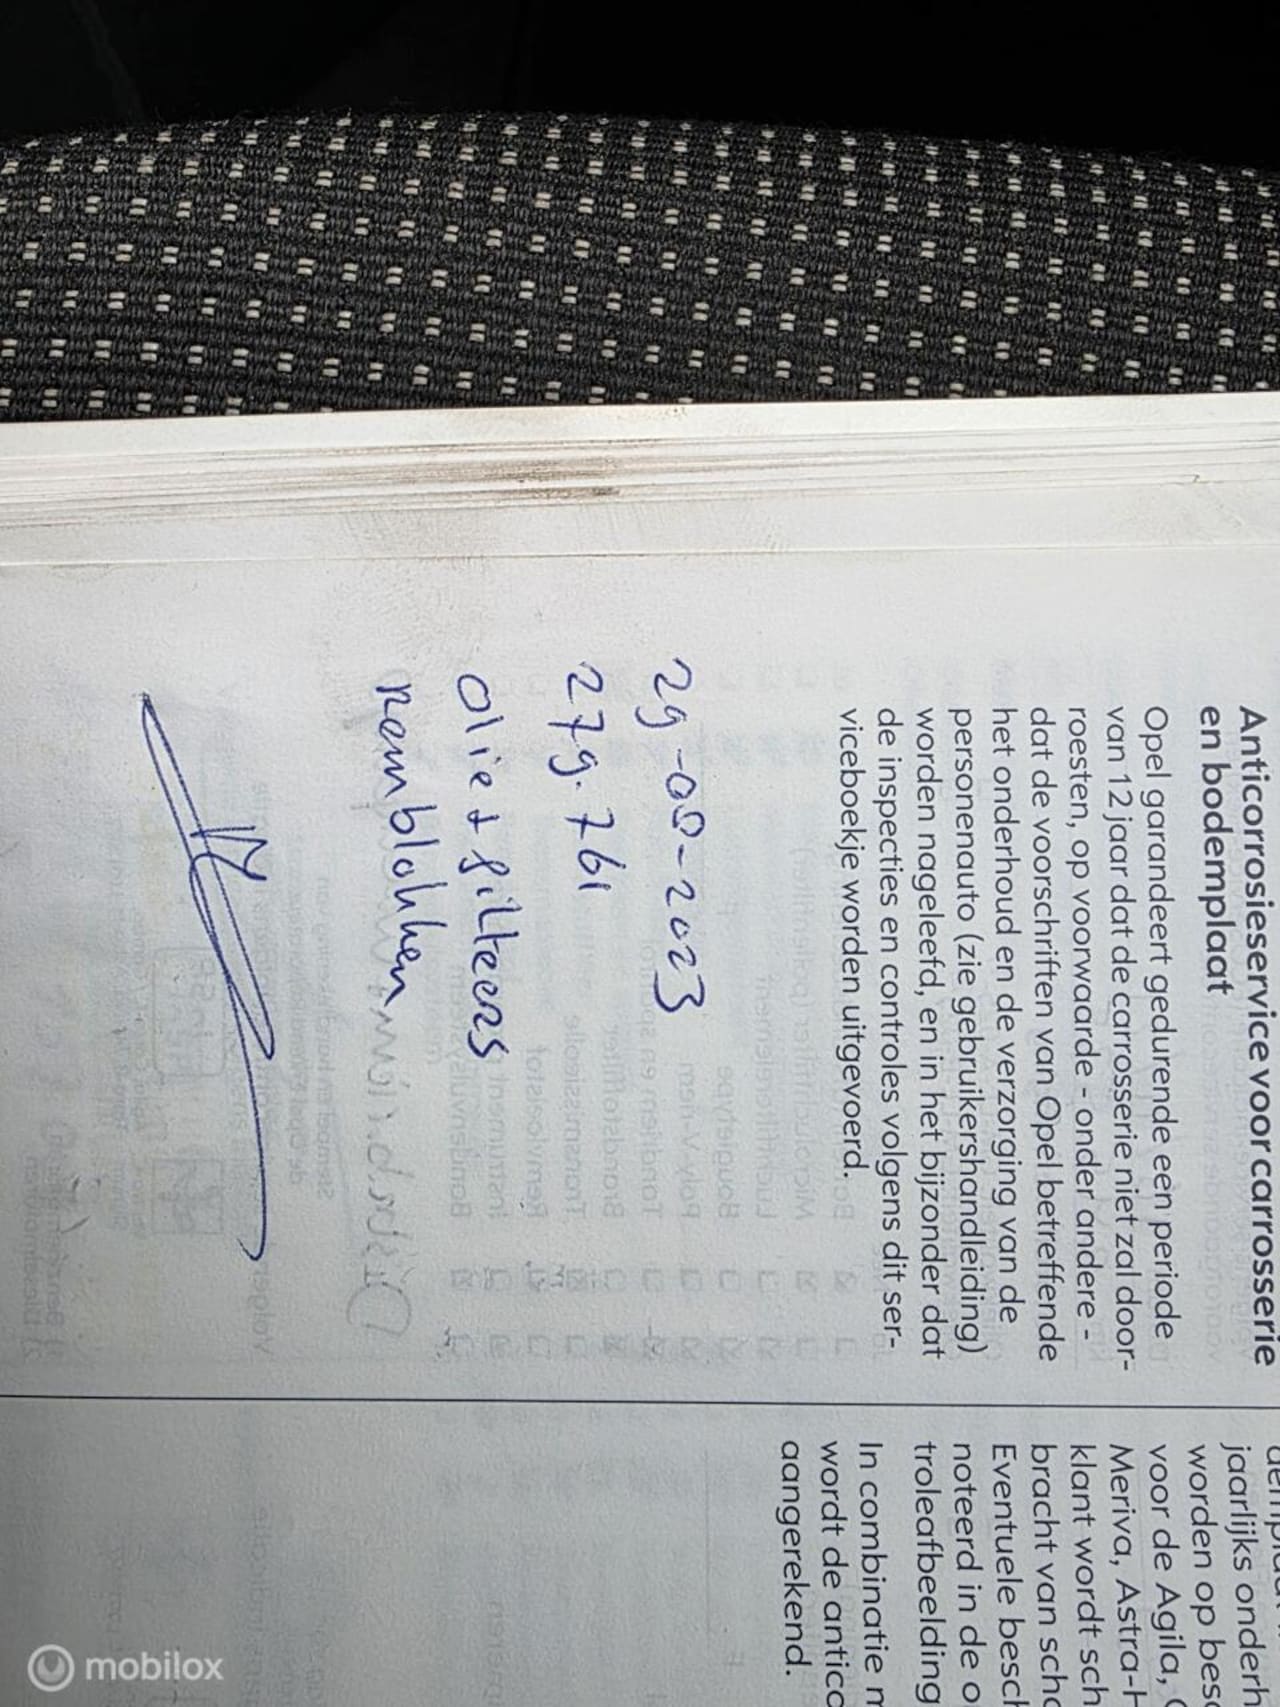 Anticorrosieservice voor carrosserie
en bodemplaat
Opel garandeert gedurende een periode
van 12 jaar dat de carrosserie niet zal door-
roesten, op voorwaarde - onder andere -
dat de voorschriften van Opel betreffende
het onderhoud en de verzorging van de
personenauto (zie gebruikershandleiding)
worden nageleefd, en in het bijzonder dat
de inspecties en controles volgens dit ser-
viceboekje worden uitgevoerd.
29-08-2023
279.761
olie + filteers
Remblokken
jaarlijks onderh
worden op bes
voor de Agila,
Meriva, Astra-H
klant wordt sch
bracht van scho
Eventuele besch
noteerd in de o
troleafbeelding
In combinatie m
wordt de antico
aangerekend.
mobilox